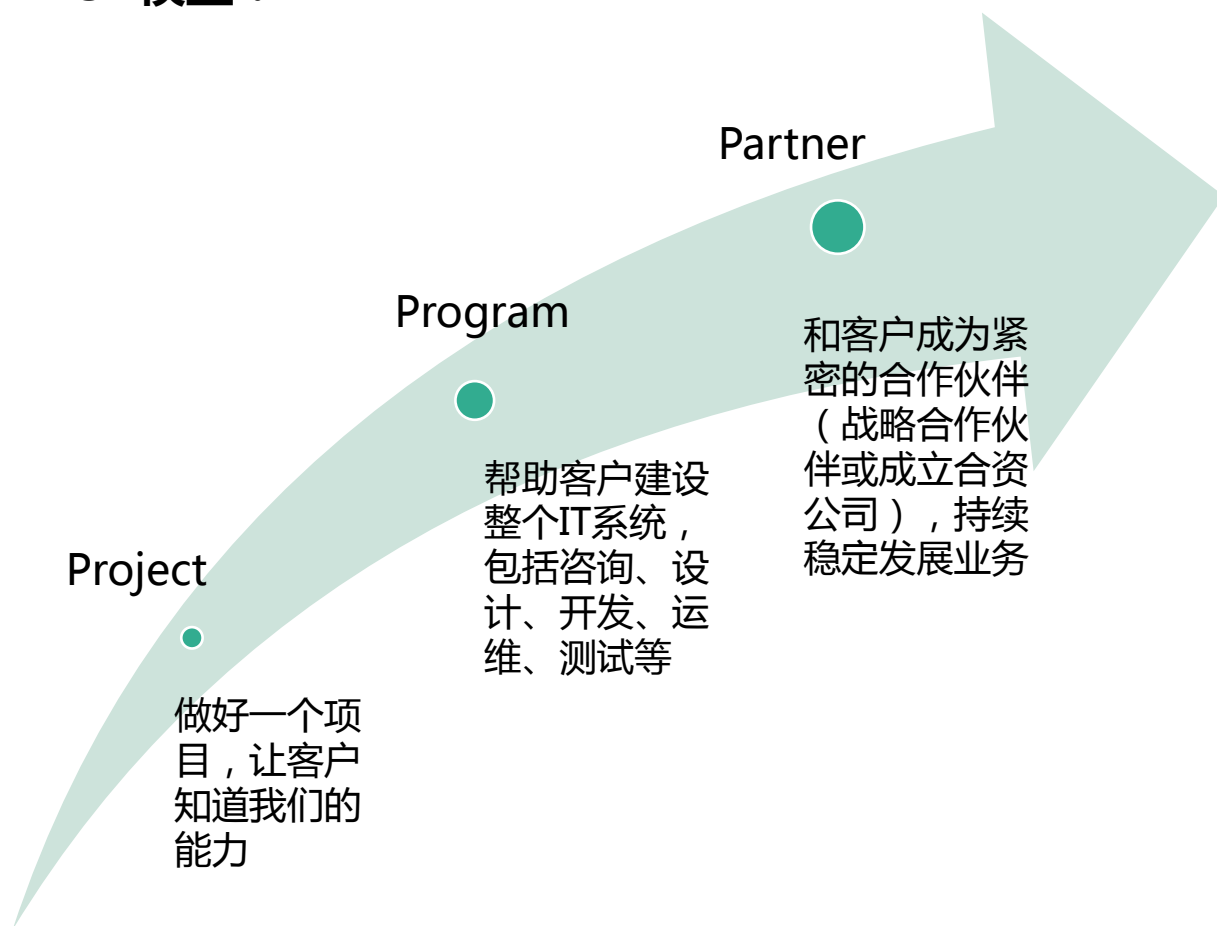 Project
做好一个项
目，让客户
知道我们的
能力
Program
帮助客户建设
整个IT系统，
包括咨询、设
计、开发、运
维、测试等
Partner
和客户成为紧
密的合作伙伴
（战略合作伙
伴或成立合资
公司），持续
稳定发展业务